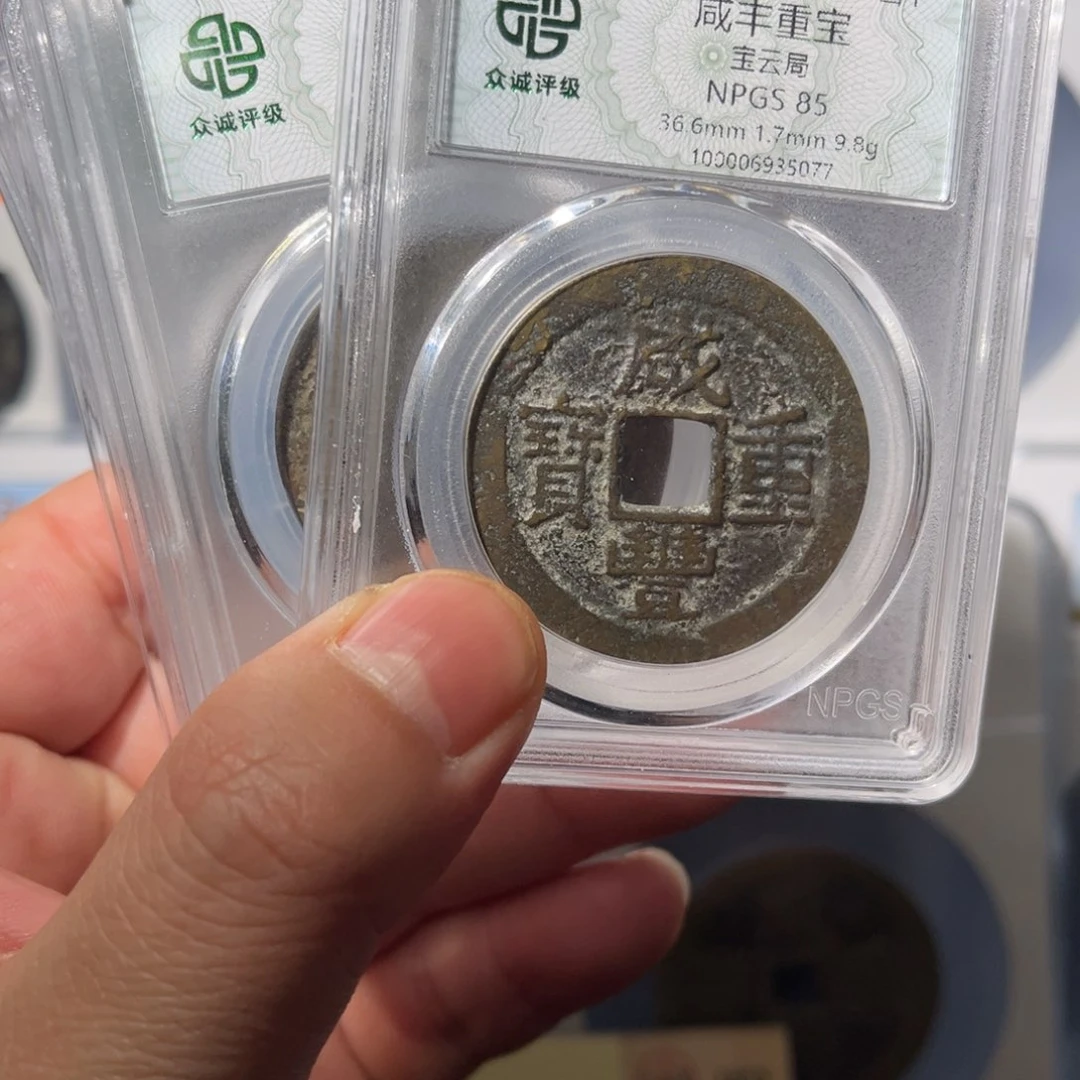 众诚评级
众诚评级
咸丰重宝
宝云局
NPGS 85
36.6mm 1.7mm 9.8g
100006935077
咸
寶 重
豐
NPGS